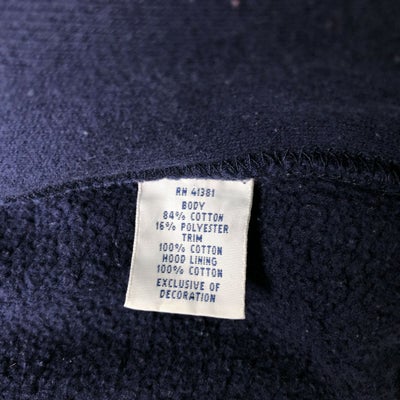 RN 41381
BODY
84% COTTON
16% POLYESTER
TRIM
100% COTTON
HOOD LINING
100% COTTON
EXCLUSIVE OF
DECORATION